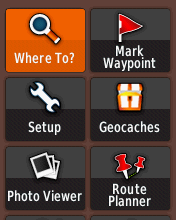 Where To?
Mark
Waypoint
Setup
Geocaches
Photo Viewer
Route
Planner